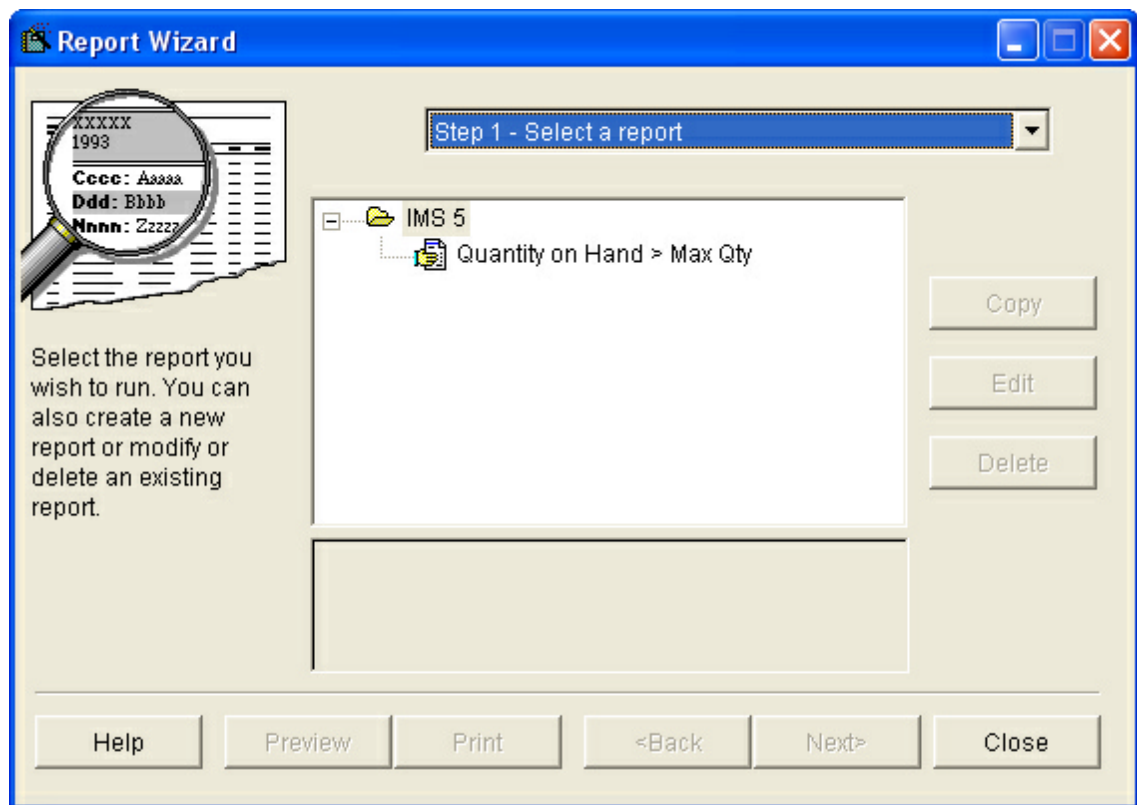 Report Wizard
XXXXX
1993
Cccc: Aaaaa
Ddd: Bbbb
Nnnn: Zzzzz
Step 1 - Select a report
IMS 5
Quantity on Hand > Max Qty
Copy
Edit
Delete
Select the report you
wish to run. You can
also create a new
report or modify or
delete an existing
report.
Help
Preview
Print
<Back
Next>
Close